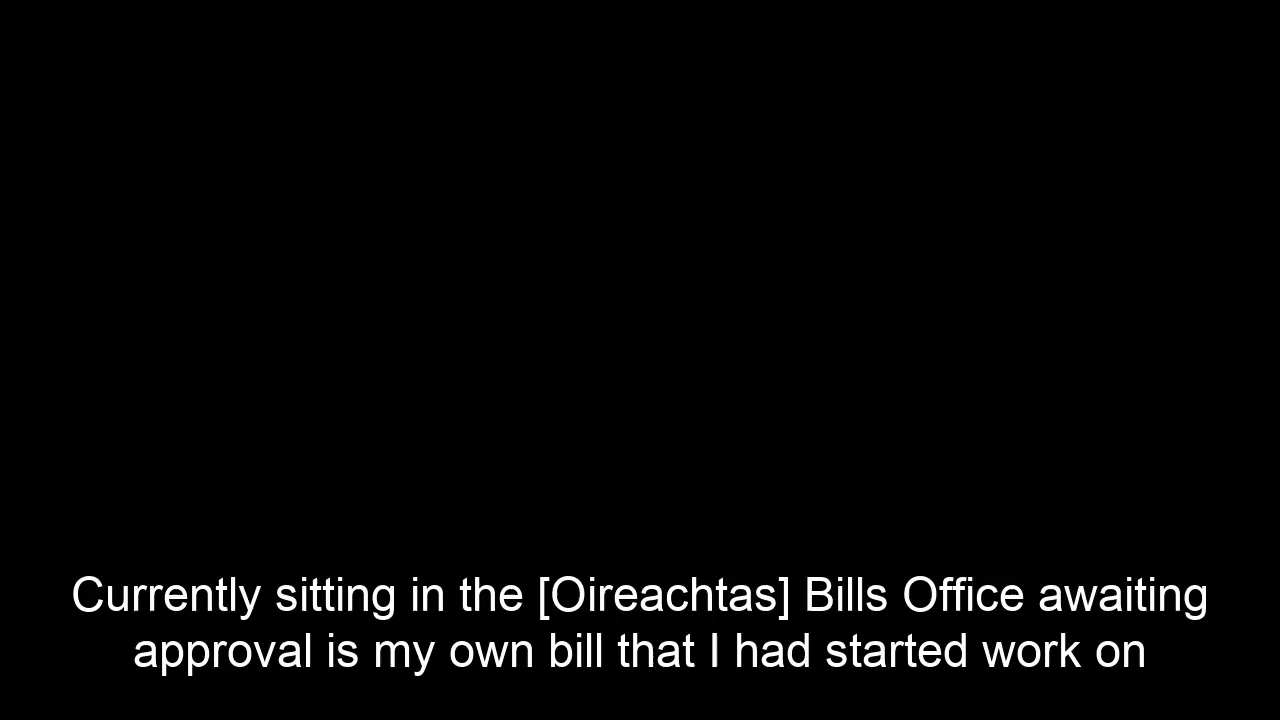 Currently sitting in the [Oireachtas] Bills Office awaiting
approval is my own bill that I had started work on